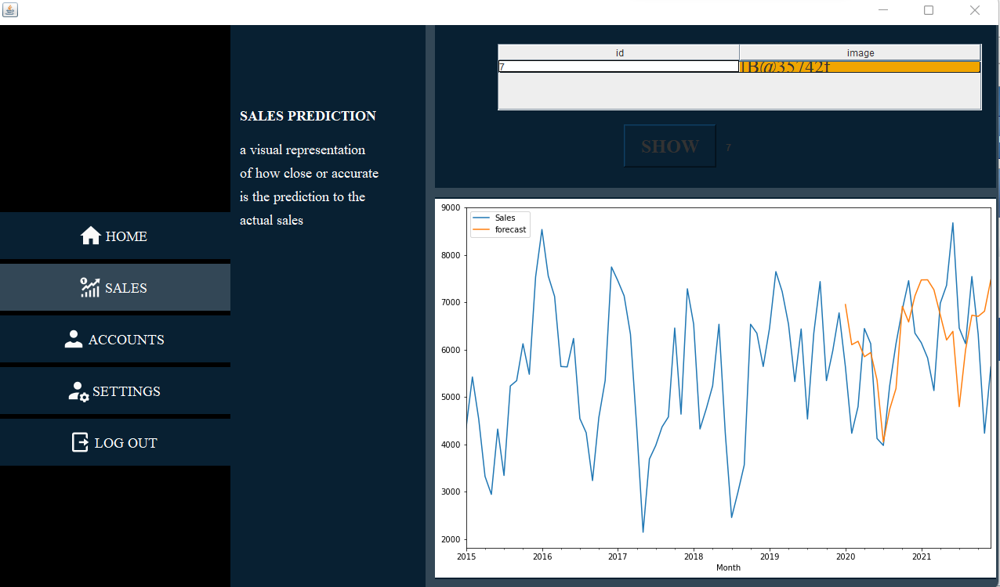 HOME
SALES
ACCOUNTS
SETTINGS
LOG OUT
SALES PREDICTION
a visual representation
of how close or accurate
is the prediction to the
actual sales
id image
7 [B@35742f
SHOW 7
Sales
forecast
9000
8000
7000
6000
5000
4000
3000
2000
2015 2016 2017 2018 2019 2020 2021
Month